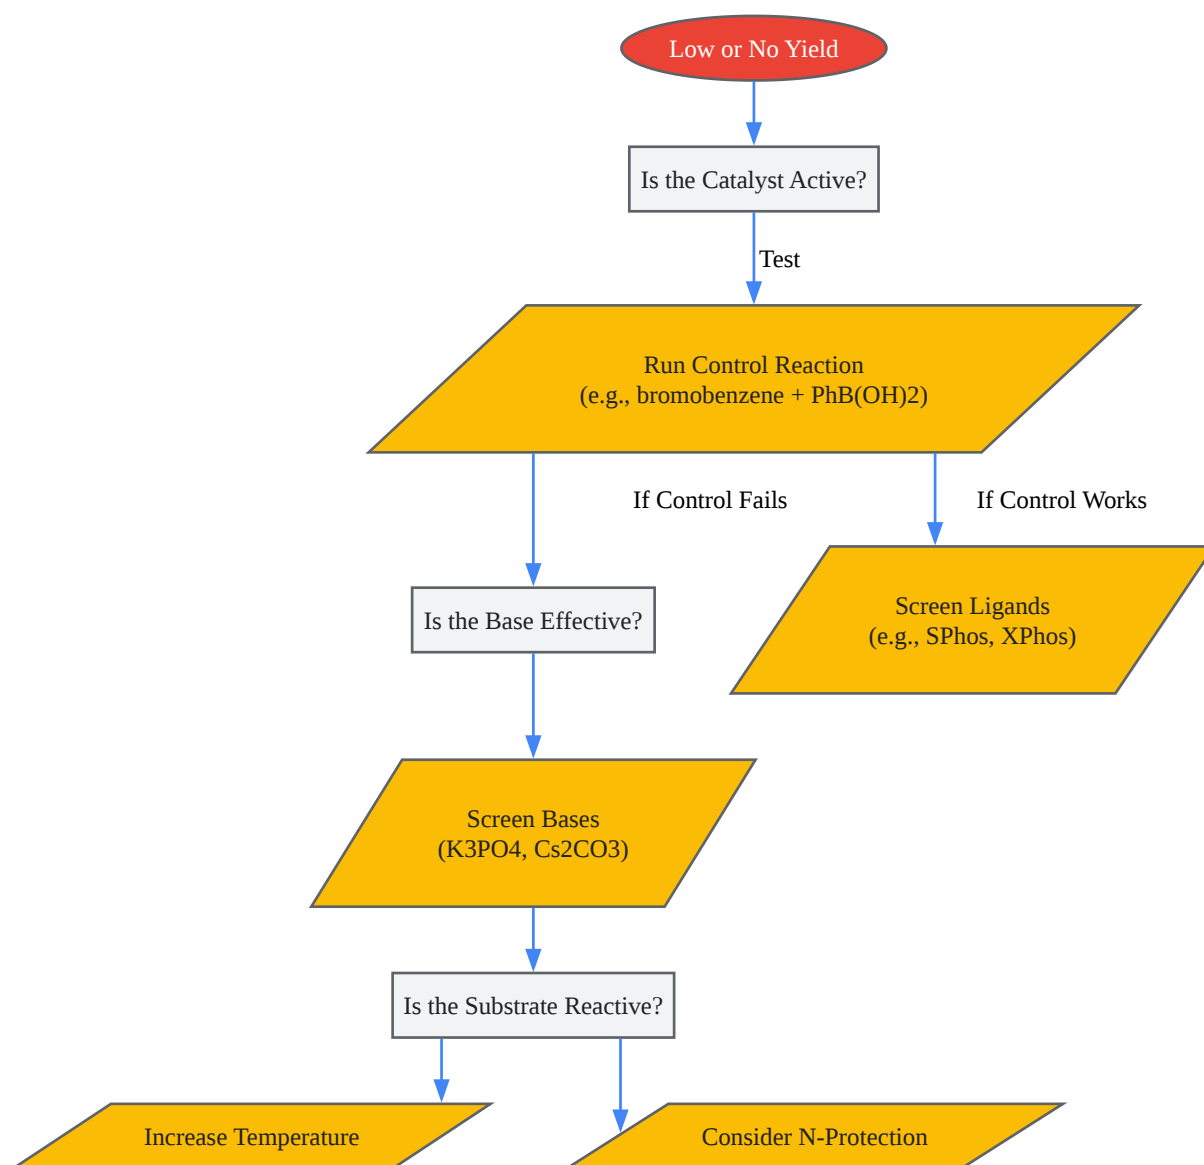 Low or No Yield
Is the Catalyst Active?
Test
Run Control Reaction
(e.g., bromobenzene + PhB(OH)2)
If Control Fails
If Control Works
Screen Ligands
(e.g., SPhos, XPhos)
Is the Base Effective?
Screen Bases
(K3PO4, Cs2CO3)
Is the Substrate Reactive?
Increase Temperature
Consider N-Protection